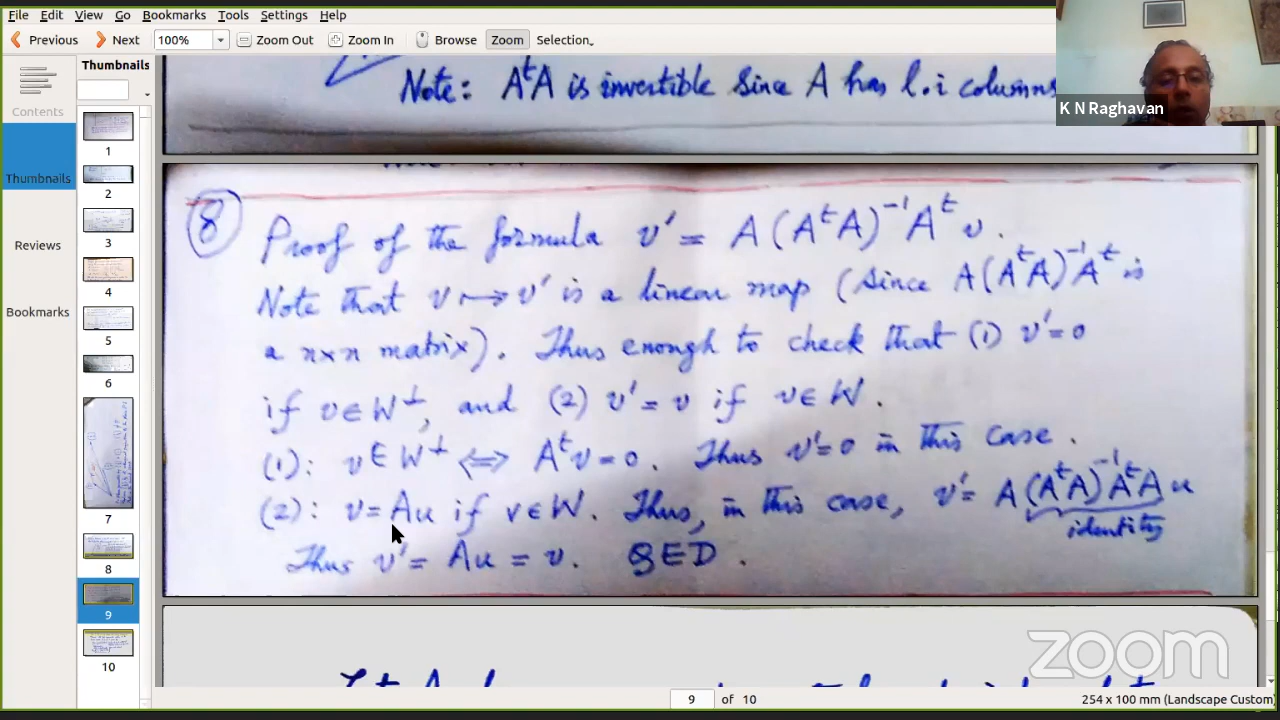 File Edit View Go Bookmarks Tools Settings Help
Previous Next 100% Zoom Out Zoom In Browse Zoom Selection
Contents
Thumbnails
Reviews
Bookmarks
Thumbnails
1
2
3
4
5
6
7
8
9
10
K N Raghavan
Note: AᵗA is invertible since A has l.i columns
8 Proof of the formula v' = A(AᵗA)⁻¹Aᵗv.
Note that v ↦ v' is a linear map (since A(AᵗA)⁻¹Aᵗ is
a n×n matrix). Thus enough to check that (1) v'=0
if v∈W⊥, and (2) v'=v if v∈W.
(1): v∈W⊥ ⇔ Aᵗv=0. Thus v'=0 in this case.
(2): v=Au if v∈W. Thus, in this case, v'= A(AᵗA)⁻¹AᵗAu
identity
Thus v' = Au = v. QED.
zoom
9 of 10
254 x 100 mm (Landscape Custom)